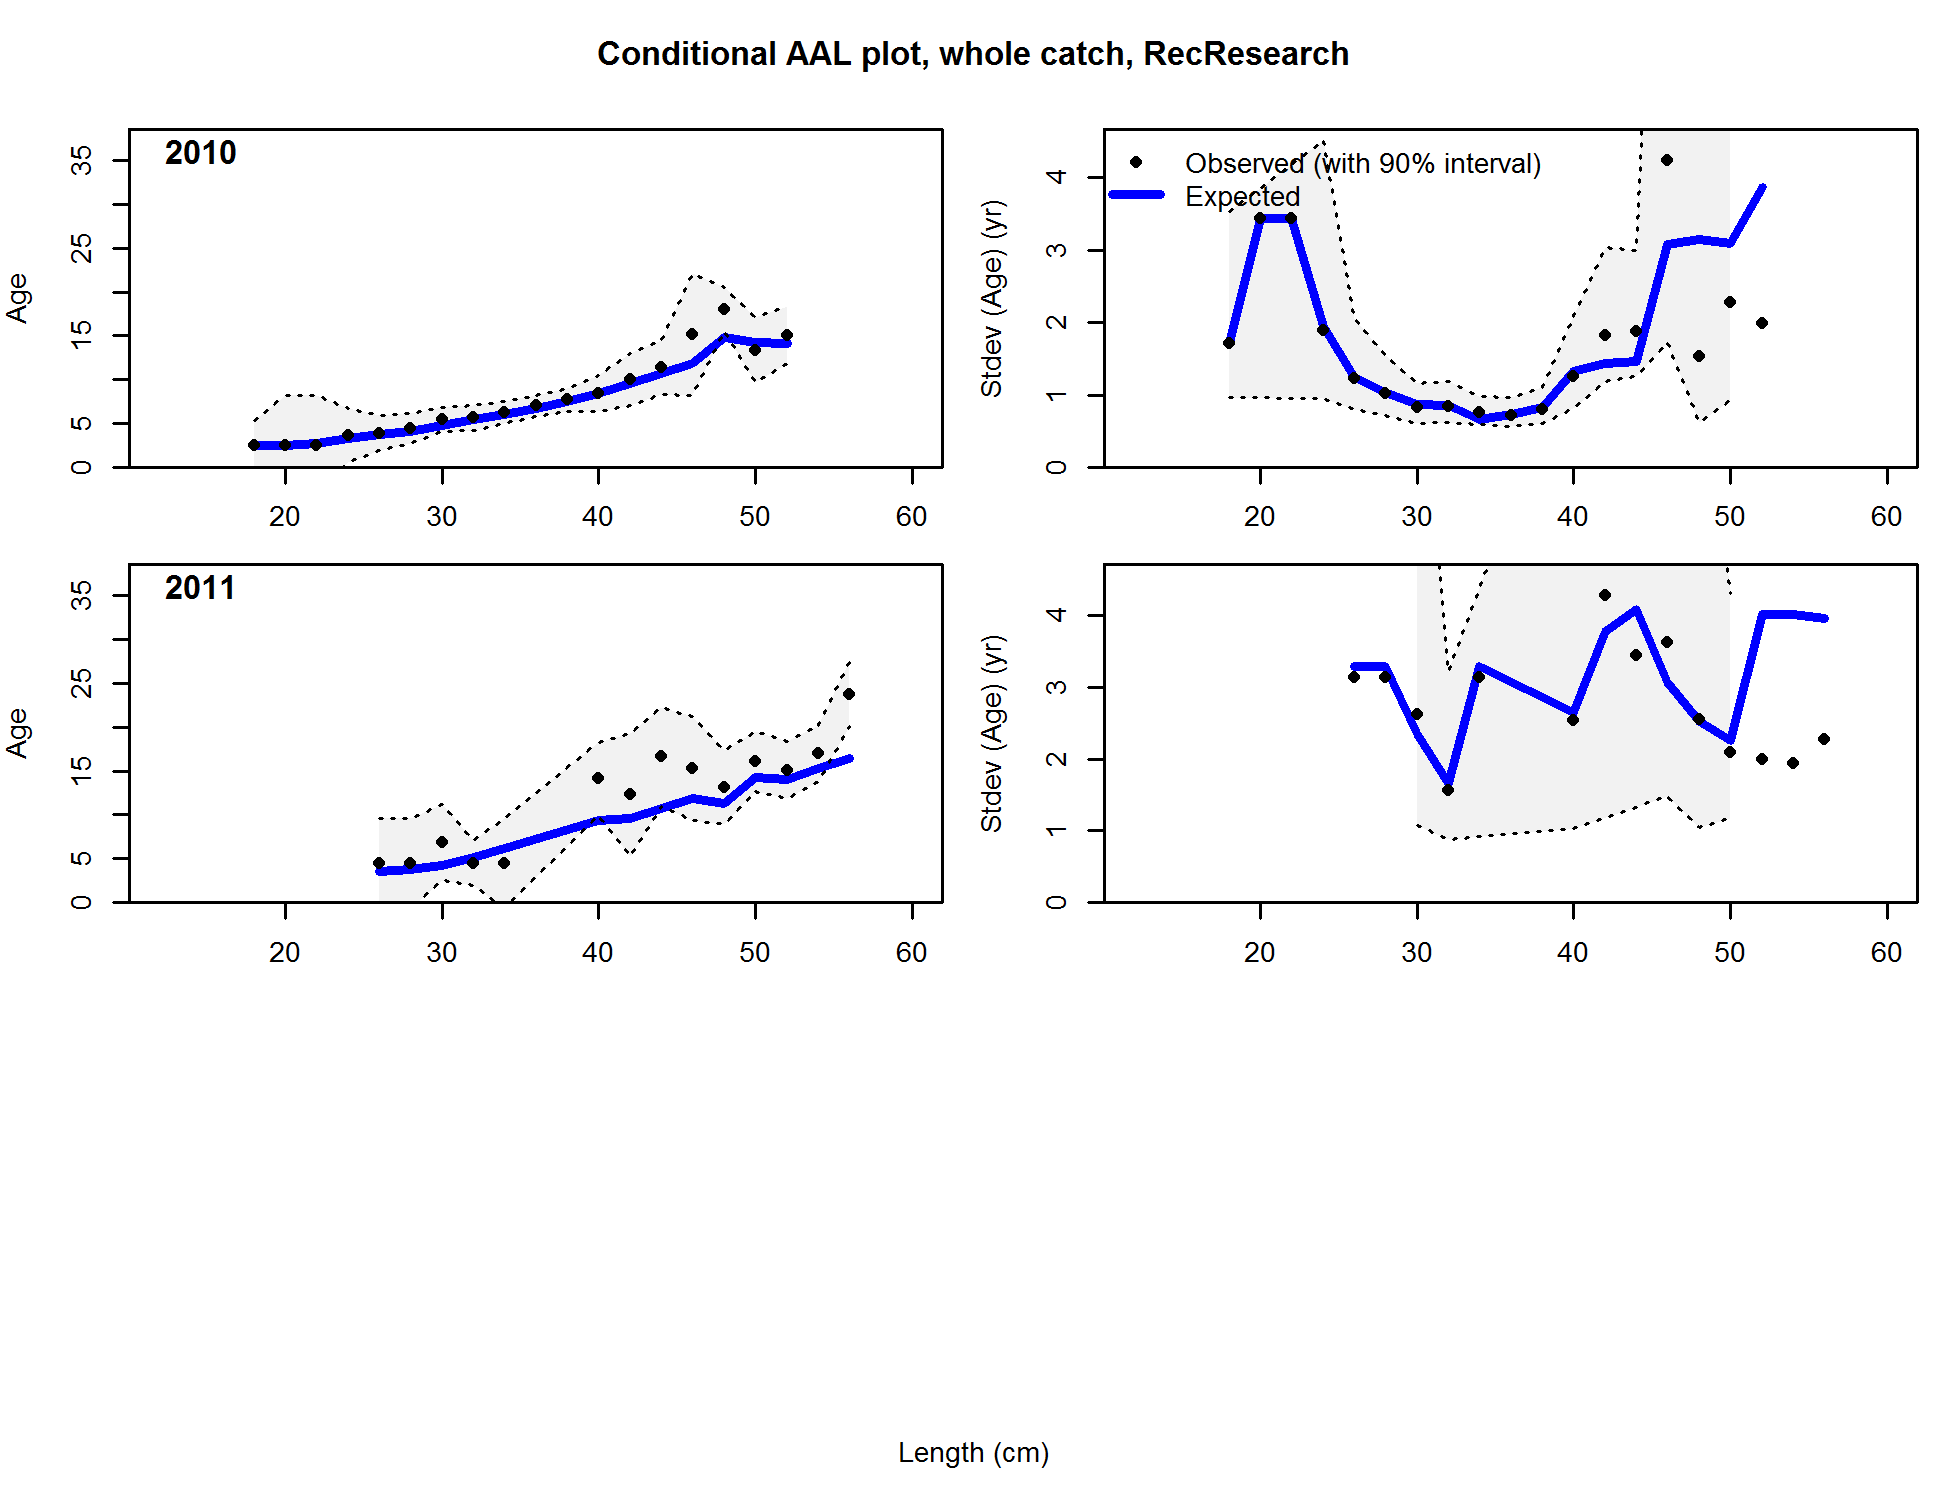 Conditional AAL plot, whole catch, RecResearch
2010
Age
0 5 15 25 35
20 30 40 50 60
Observed (with 90% interval)
Expected
Stdev (Age) (yr)
0 1 2 3 4
20 30 40 50 60
2011
Age
0 5 15 25 35
20 30 40 50 60
Stdev (Age) (yr)
0 1 2 3 4
20 30 40 50 60
Length (cm)